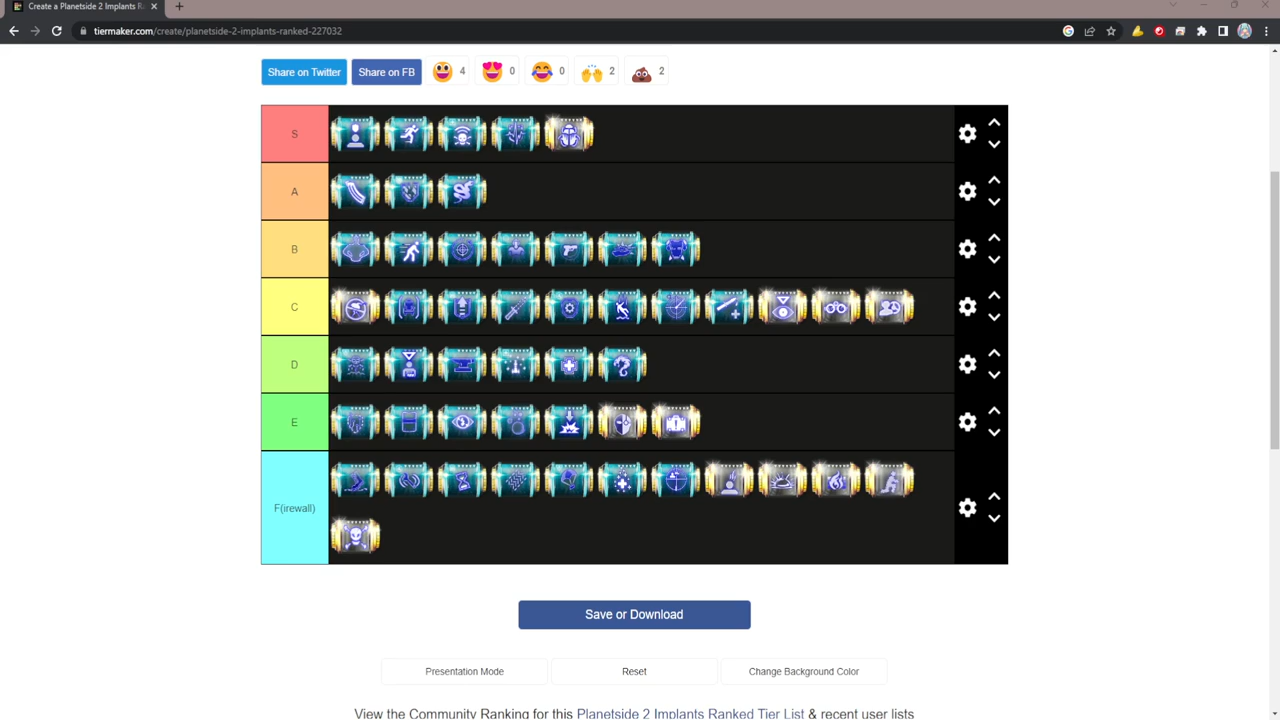 Create a Planetside 2 Implants R
tiermaker.com/create/planetside-2-implants-ranked-227032
Share on Twitter
Share on FB
4
0
0
2
2
S
A
B
C
D
E
F(irewall)
Save or Download
Presentation Mode
Reset
Change Background Color
View the Community Ranking for this Planetside 2 Implants Ranked Tier List & recent user lists